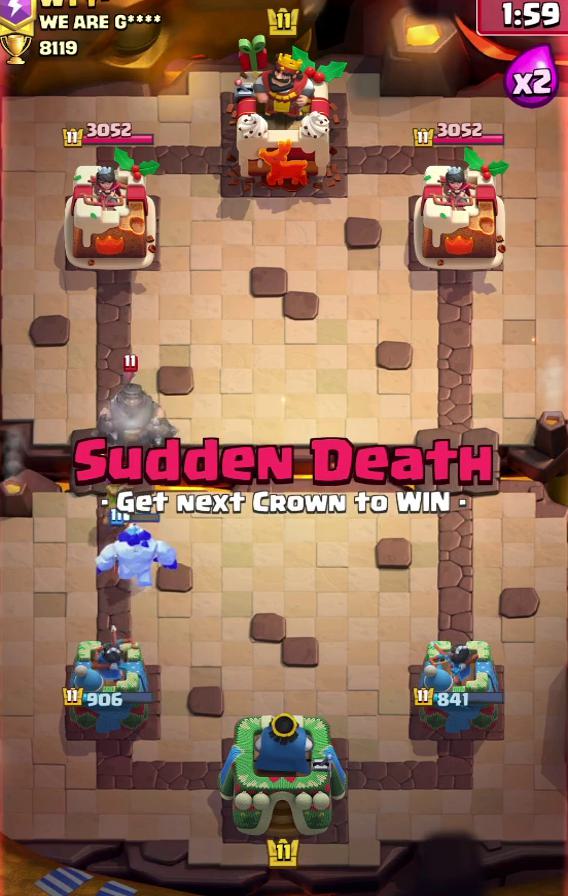 WE ARE G****
8119
11
1:59
x2
11 3052
11 3052
11
Sudden Death
- Get next Crown to WIN -
11 906
11 841
11